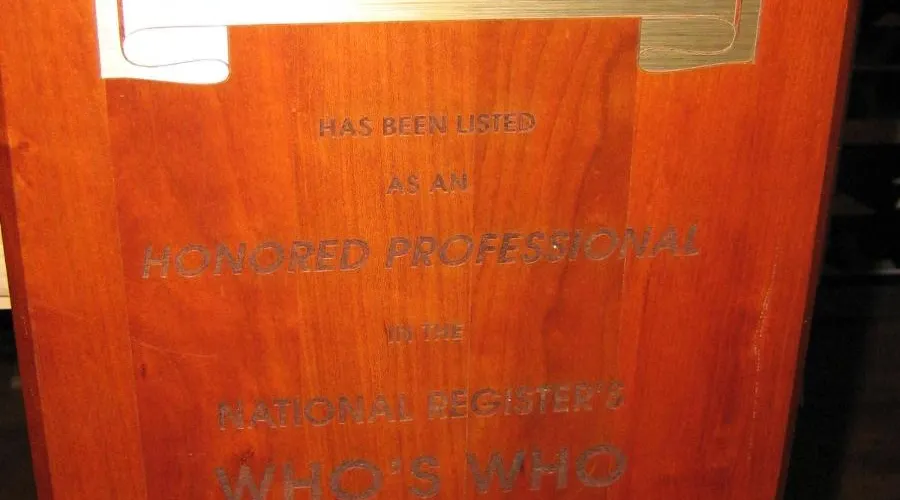 HAS BEEN LISTED
AS AN
HONORED PROFESSIONAL
IN THE
NATIONAL REGISTER'S
WHO'S WHO